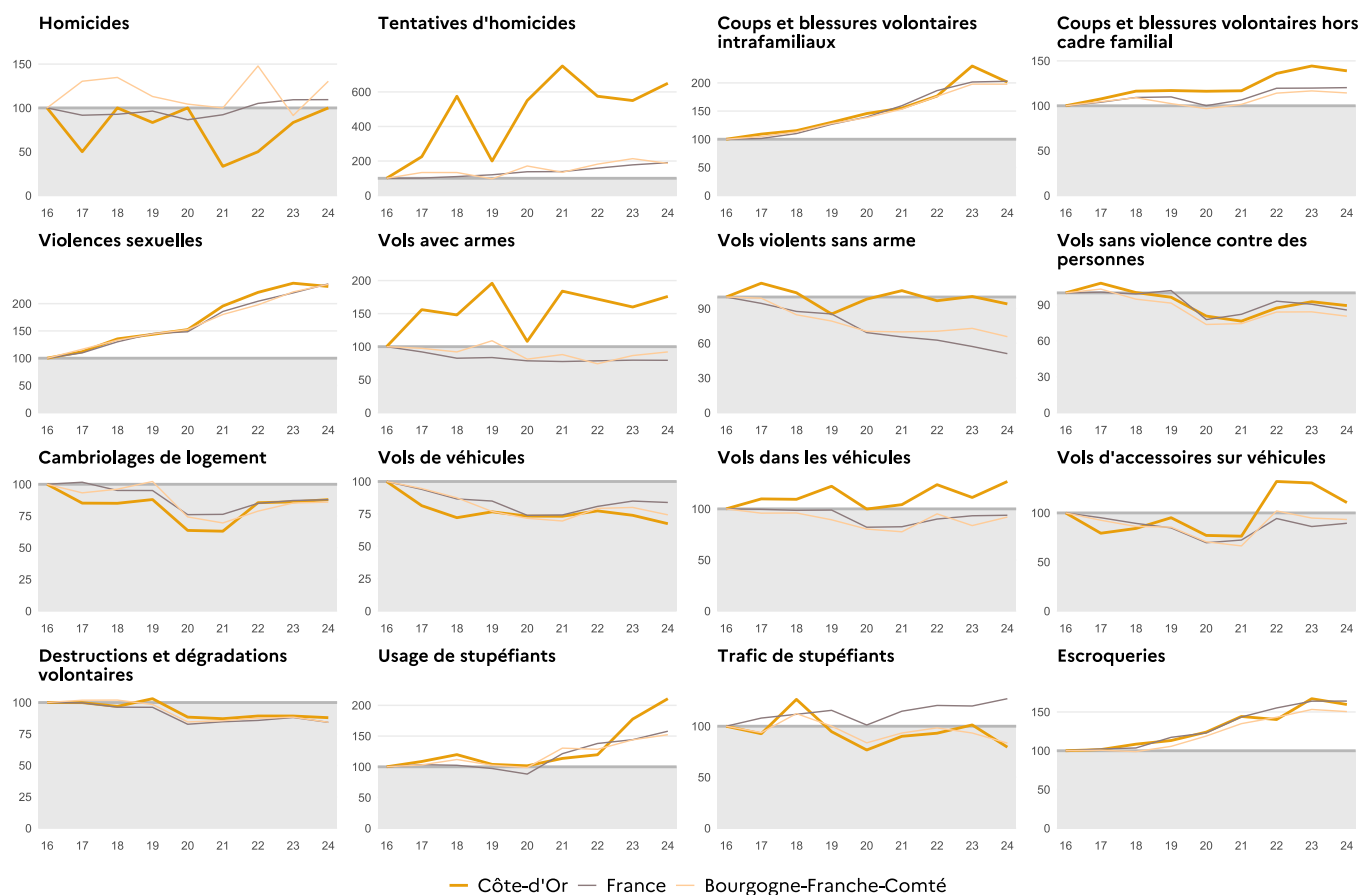 Homicides
150
100
50
0
16 17 18 19 20 21 22 23 24
Tentatives d'homicides
600
400
200
0
16 17 18 19 20 21 22 23 24
Coups et blessures volontaires
intrafamiliaux
200
150
100
50
0
16 17 18 19 20 21 22 23 24
Coups et blessures volontaires hors
cadre familial
150
100
50
0
16 17 18 19 20 21 22 23 24
Violences sexuelles
200
150
100
50
0
16 17 18 19 20 21 22 23 24
Vols avec armes
200
150
100
50
0
16 17 18 19 20 21 22 23 24
Vols violents sans arme
90
60
30
0
16 17 18 19 20 21 22 23 24
Vols sans violence contre des
personnes
90
60
30
0
16 17 18 19 20 21 22 23 24
Cambriolages de logement
100
75
50
25
0
16 17 18 19 20 21 22 23 24
Vols de véhicules
100
75
50
25
0
16 17 18 19 20 21 22 23 24
Vols dans les véhicules
100
50
0
16 17 18 19 20 21 22 23 24
Vols d'accessoires sur véhicules
100
50
0
16 17 18 19 20 21 22 23 24
Destructions et dégradations
volontaires
100
75
50
25
0
16 17 18 19 20 21 22 23 24
Usage de stupéfiants
200
150
100
50
0
16 17 18 19 20 21 22 23 24
Trafic de stupéfiants
100
50
0
16 17 18 19 20 21 22 23 24
Escroqueries
150
100
50
0
16 17 18 19 20 21 22 23 24
Côte-d'Or France Bourgogne-Franche-Comté